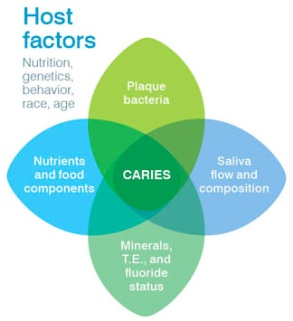 Host
factors
Nutrition,
genetics,
behavior,
race, age
Plaque
bacteria
Nutrients
and food
components
CARIES
Saliva
flow and
composition
Minerals,
T.E., and
fluoride
status